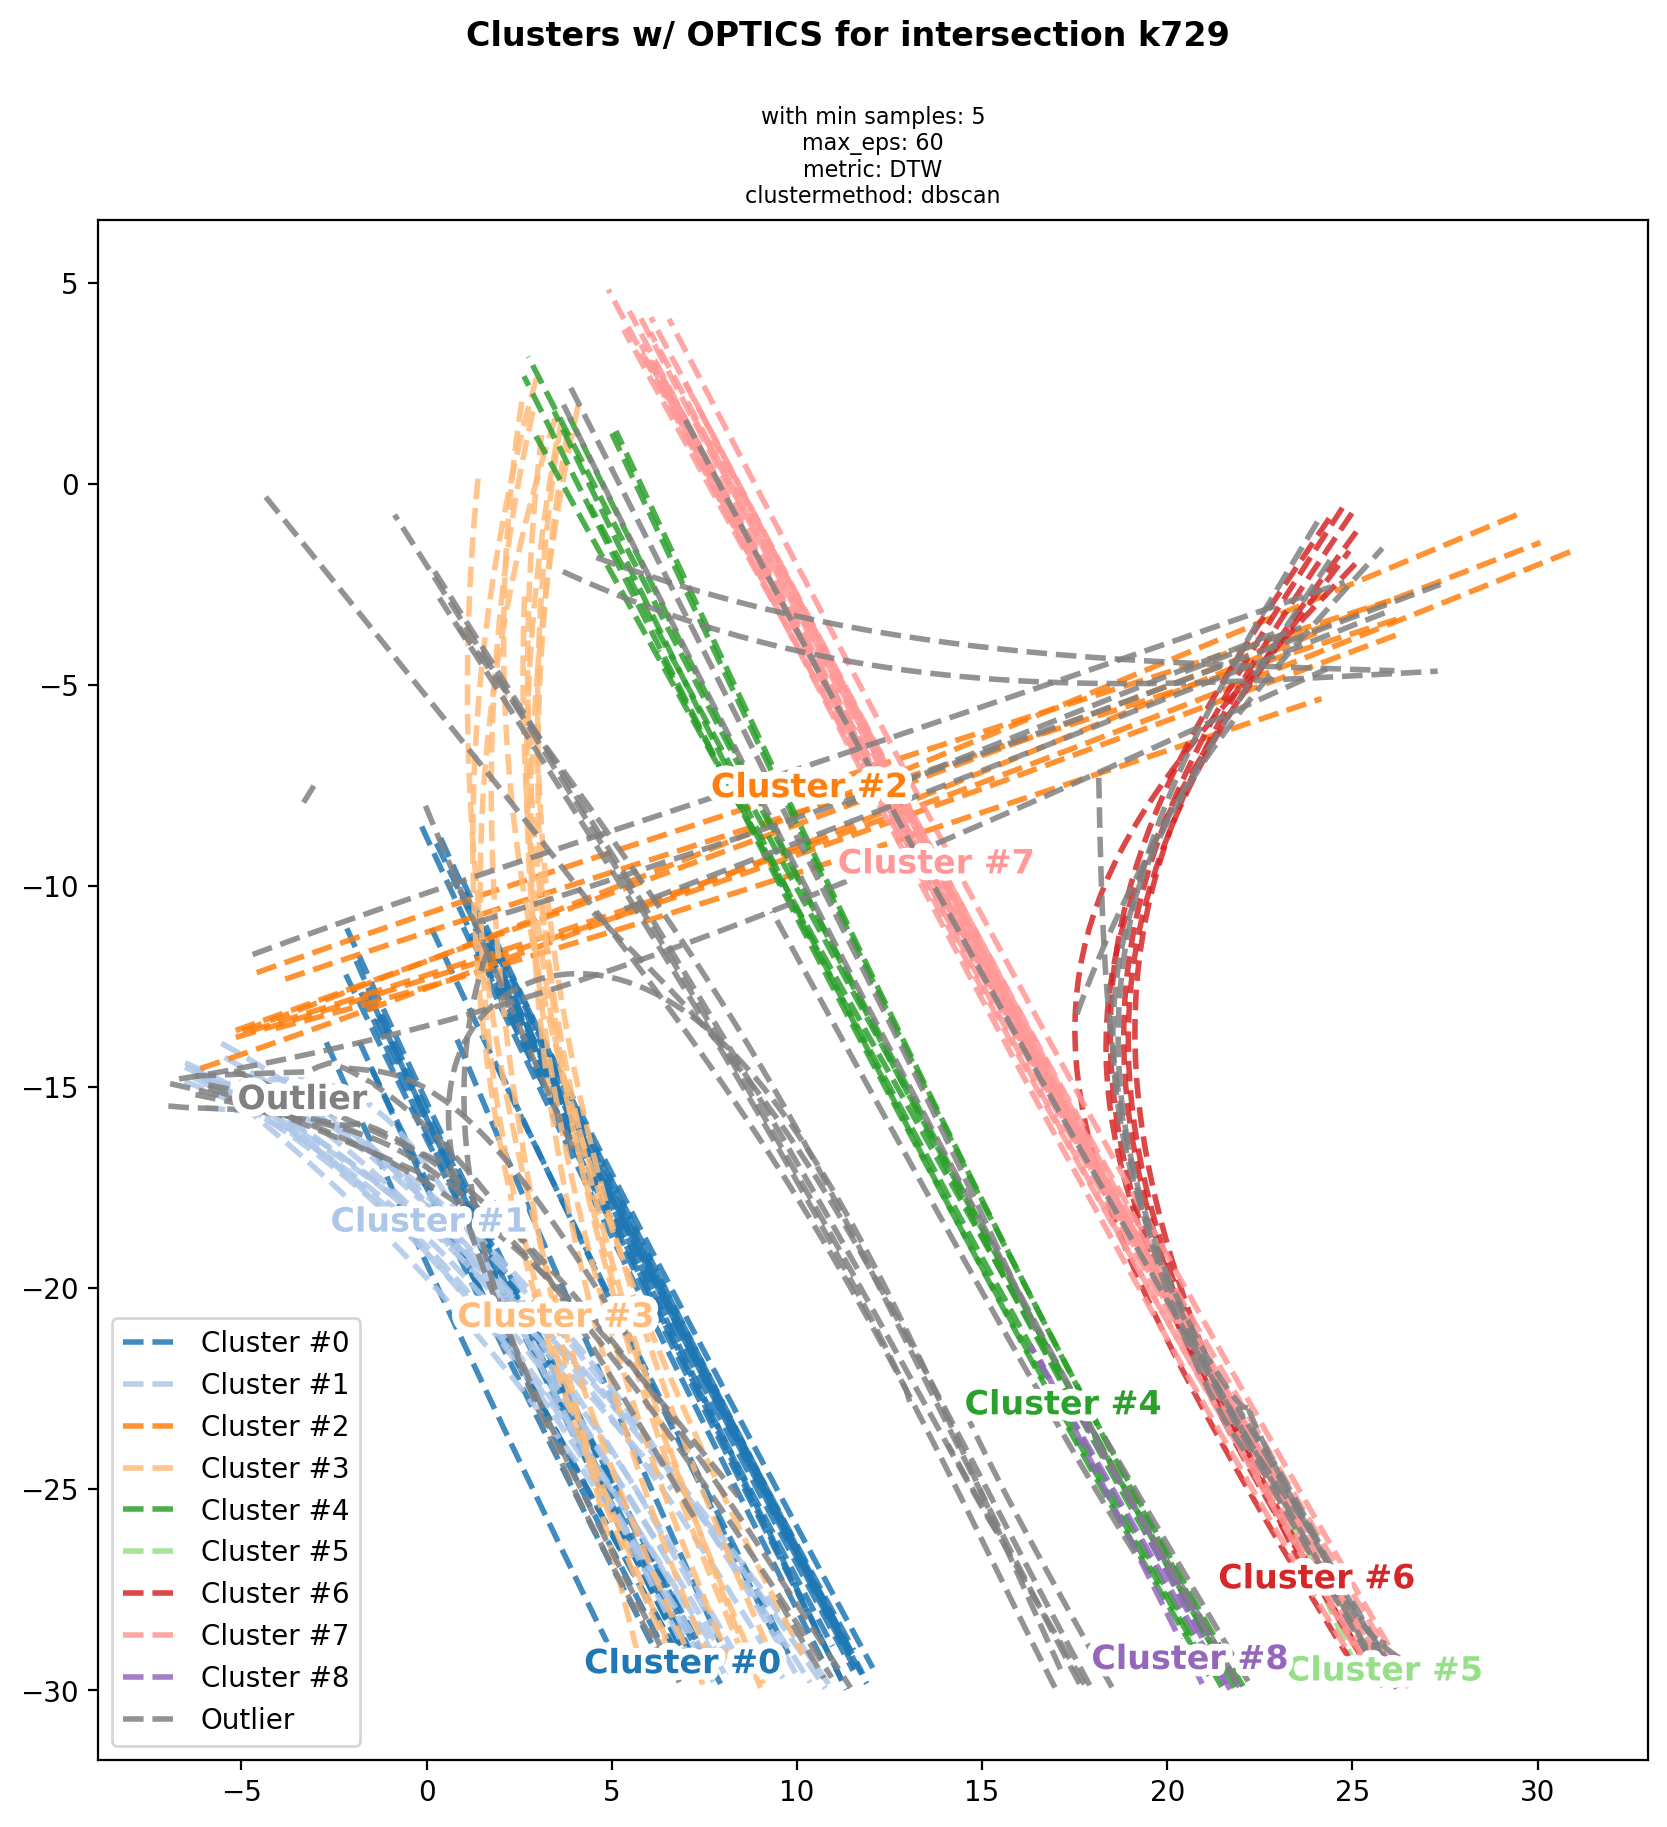 Clusters w/ OPTICS for intersection k729
with min samples: 5
max_eps: 60
metric: DTW
clustermethod: dbscan
5
0
−5
−10
−15
−20
−25
−30
Cluster #2
Cluster #7
Outlier
Cluster #1
Cluster #3
Cluster #4
Cluster #6
Cluster #0
Cluster #8
Cluster #5
Cluster #0
Cluster #1
Cluster #2
Cluster #3
Cluster #4
Cluster #5
Cluster #6
Cluster #7
Cluster #8
Outlier
−5 0 5 10 15 20 25 30